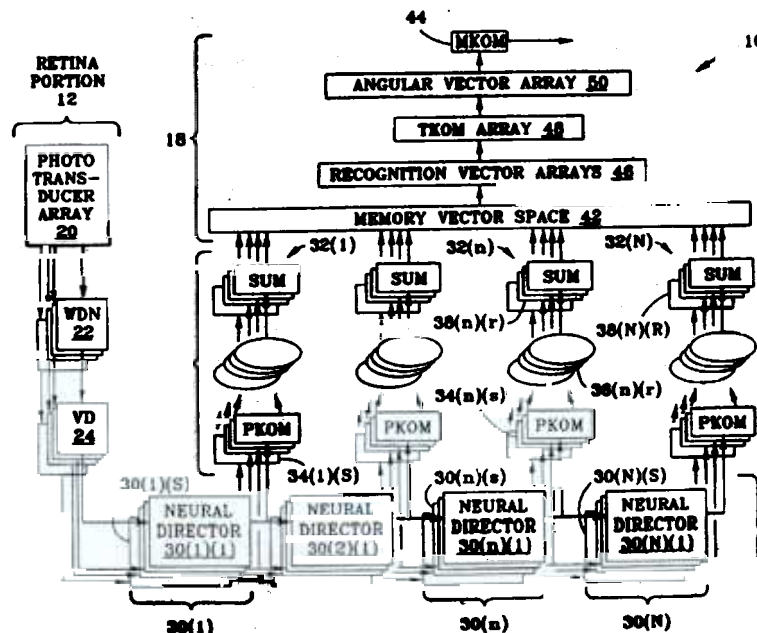 44
MKOM
10
ANGULAR VECTOR ARRAY 50
RETINA
PORTION
12
TKOM ARRAY 48
18
RECOGNITION VECTOR ARRAYS 46
PHOTO
TRANS-
DUCER
ARRAY
20
MEMORY VECTOR SPACE 42
32(1)
32(n)
32(N)
SUM
SUM
SUM
SUM
WDN
22
38(n)(r)
38(N)(R)
34(n)(s)
36(n)(r)
VD
24
PKOM
PKOM
PKOM
PKOM
34(1)(S)
30(1)(S)
30(n)(s)
30(N)(S)
NEURAL
DIRECTOR
30(1)(1)
NEURAL
DIRECTOR
30(2)(1)
NEURAL
DIRECTOR
30(n)(1)
NEURAL
DIRECTOR
30(N)(1)
30(1)
30(n)
30(N)